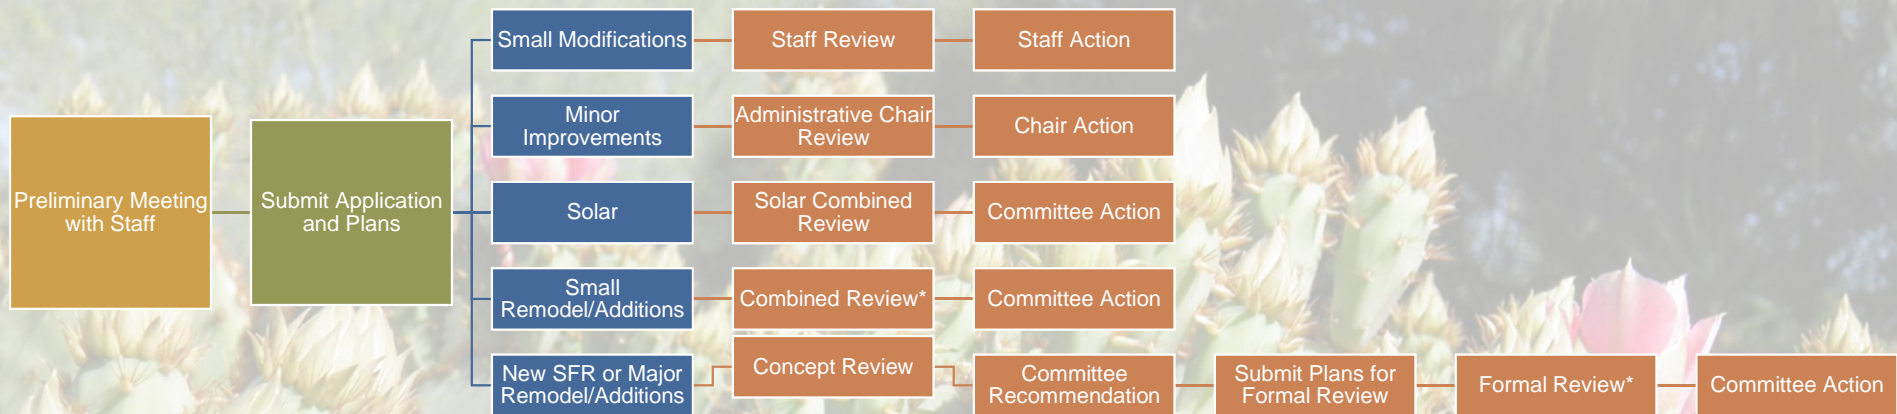 Small Modifications
Staff Review
Staff Action
Minor
Improvements
Administrative Chair
Review
Chair Action
Preliminary Meeting
with Staff
Submit Application
and Plans
Solar
Solar Combined
Review
Committee Action
Small
Remodel/Additions
Combined Review*
Committee Action
New SFR or Major
Remodel/Additions
Concept Review
Committee
Recommendation
Submit Plans for
Formal Review
Formal Review*
Committee Action